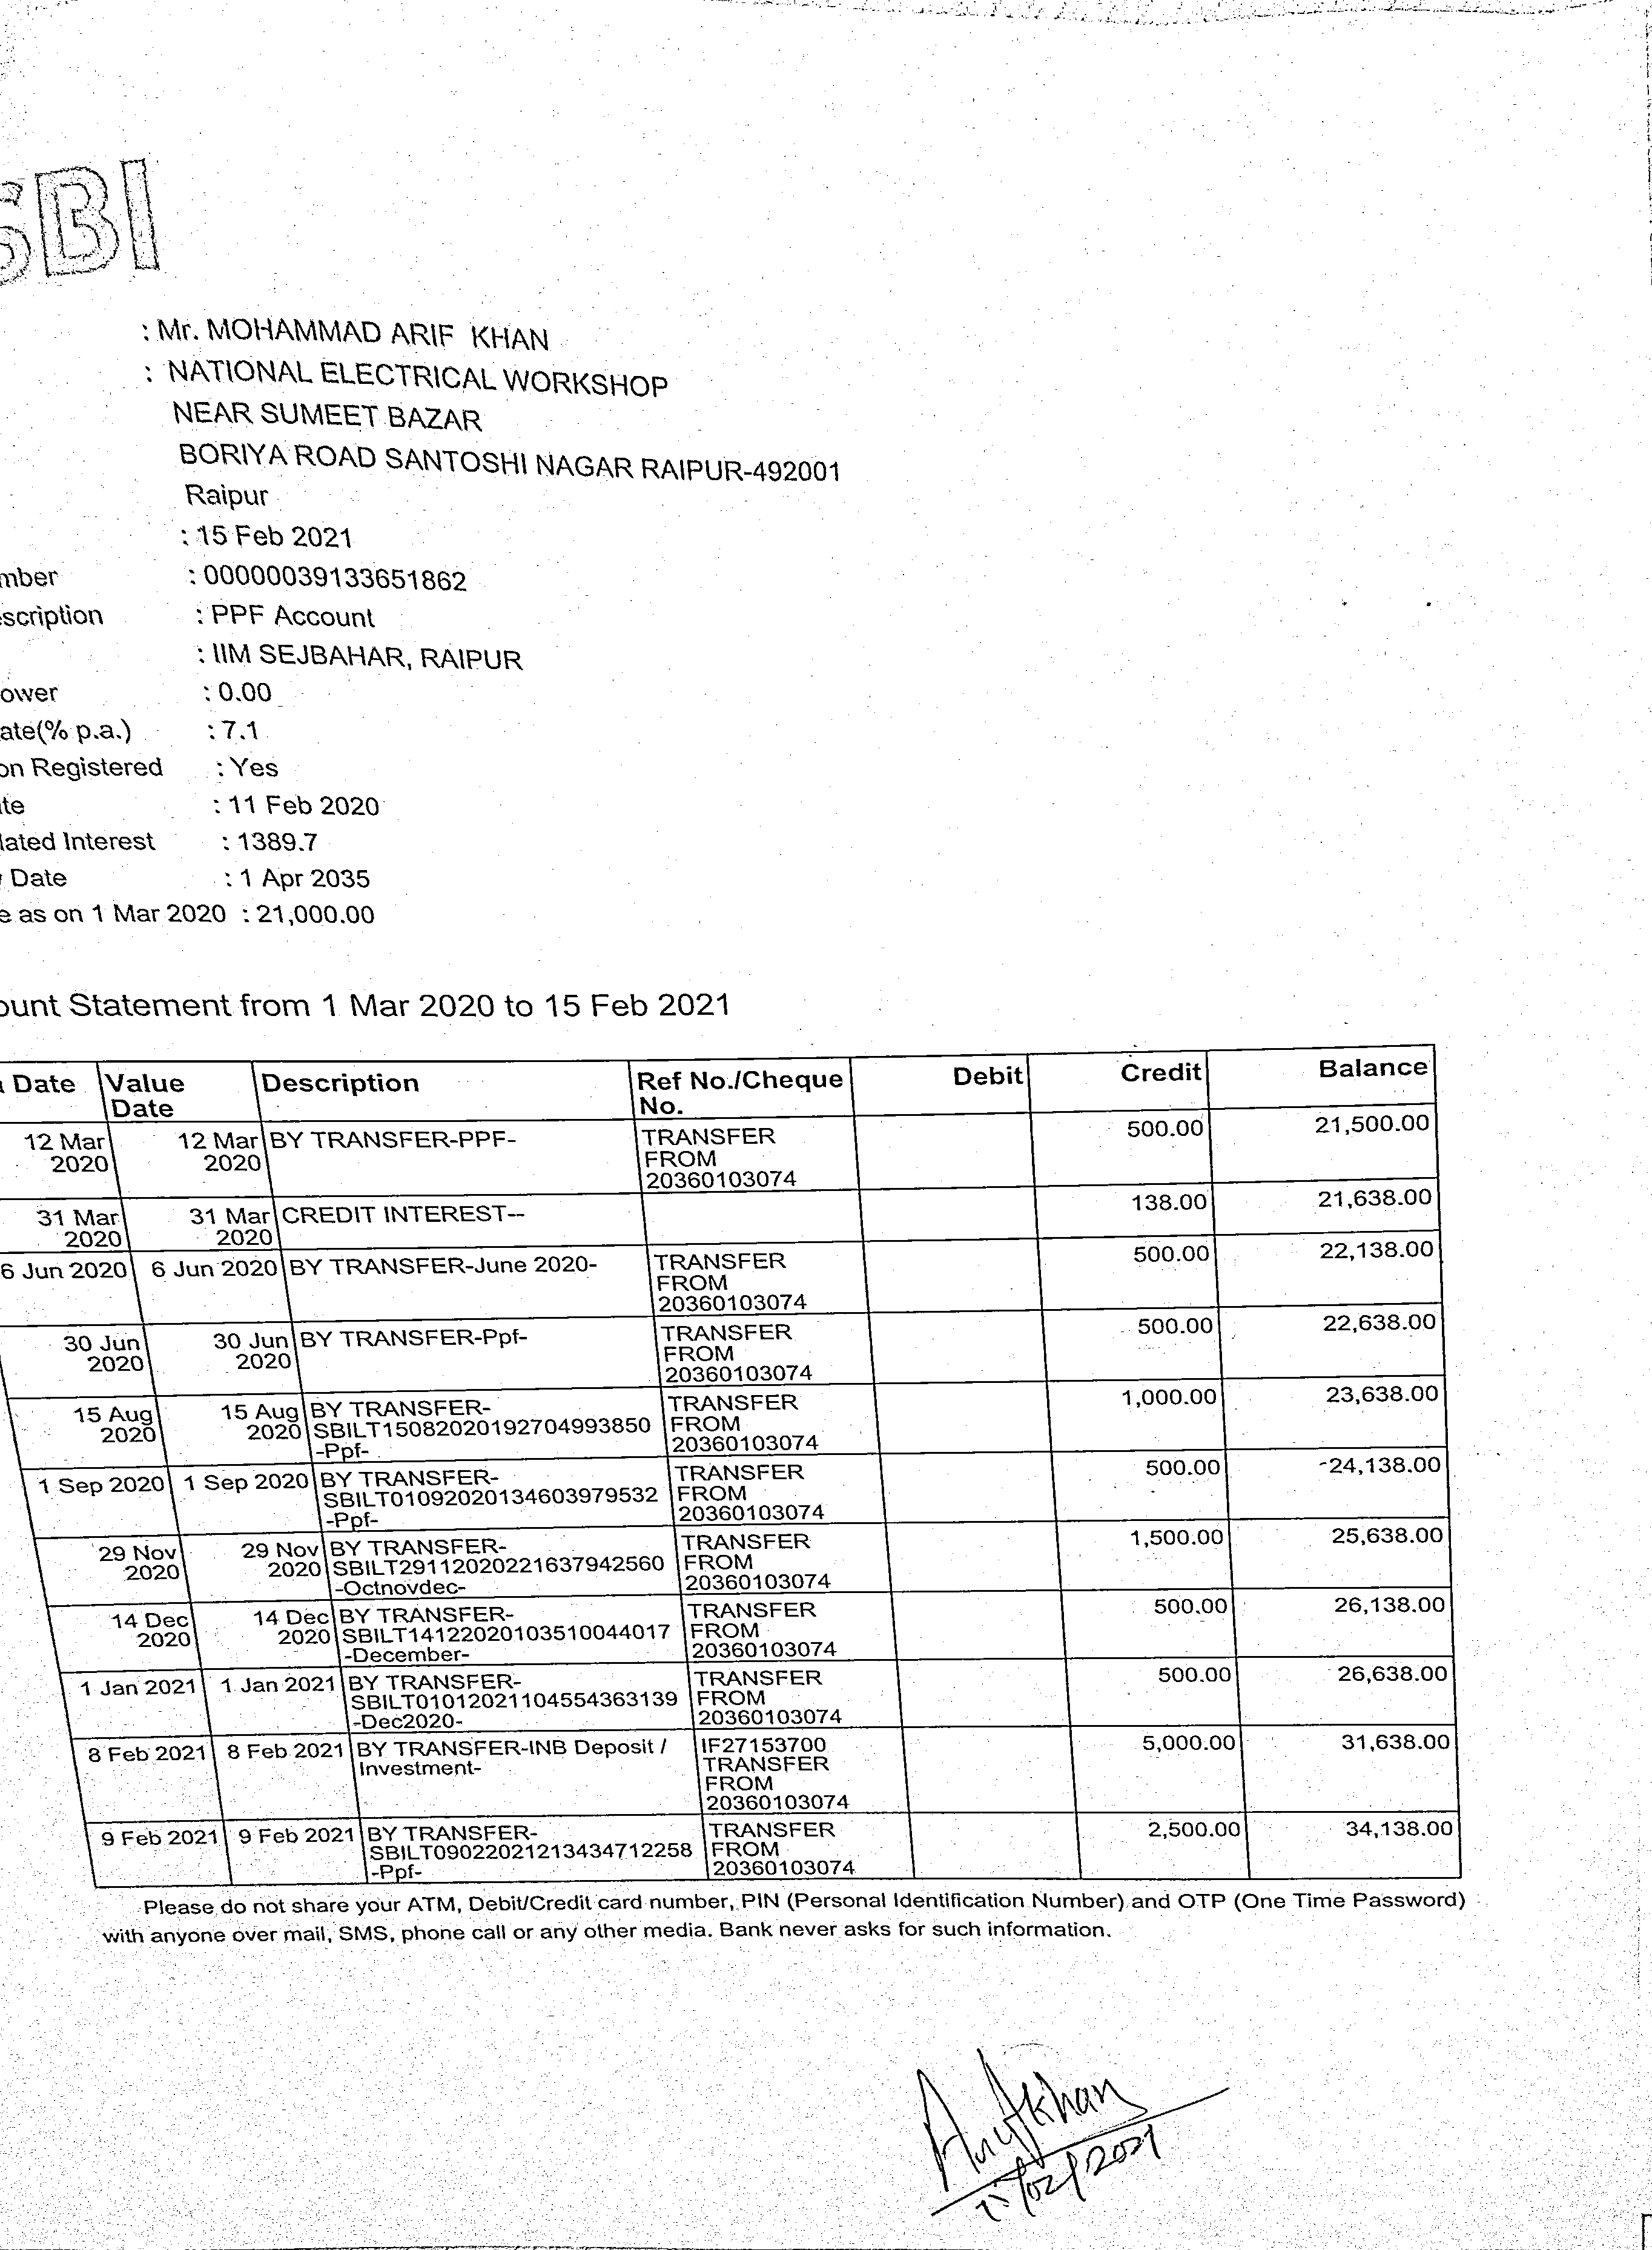 SBI
: Mr. MOHAMMAD ARIF KHAN
: NATIONAL ELECTRICAL WORKSHOP
NEAR SUMEET BAZAR
BORIYA ROAD SANTOSHI NAGAR RAIPUR-492001
Raipur
: 15 Feb 2021
mber : 00000039133651862
scription : PPF Account
: IIM SEJBAHAR, RAIPUR
ower : 0.00
ate(% p.a.) : 7.1
on Registered : Yes
te : 11 Feb 2020
lated Interest : 1389.7
Date : 1 Apr 2035
e as on 1 Mar 2020 : 21,000.00
ount Statement from 1 Mar 2020 to 15 Feb 2021
Date Value Description Ref No./Cheque Debit Credit Balance
Date No.
12 Mar 12 Mar BY TRANSFER-PPF- TRANSFER 500.00 21,500.00
2020 2020 FROM
20360103074
31 Mar 31 Mar CREDIT INTEREST-- 138.00 21,638.00
2020 2020
6 Jun 2020 6 Jun 2020 BY TRANSFER-June 2020- TRANSFER 500.00 22,138.00
FROM
20360103074
30 Jun 30 Jun BY TRANSFER-Ppf- TRANSFER 500.00 22,638.00
2020 2020 FROM
20360103074
15 Aug 15 Aug BY TRANSFER- TRANSFER 1,000.00 23,638.00
2020 2020 SBILT15082020192704993850 FROM
-Ppf- 20360103074
1 Sep 2020 1 Sep 2020 BY TRANSFER- TRANSFER 500.00 24,138.00
SBILT01092020134603979532 FROM
-Ppf- 20360103074
29 Nov 29 Nov BY TRANSFER- TRANSFER 1,500.00 25,638.00
2020 2020 SBILT29112020221637942560 FROM
-Octnovdec- 20360103074
14 Dec 14 Dec BY TRANSFER- TRANSFER 500.00 26,138.00
2020 2020 SBILT14122020103510044017 FROM
-December- 20360103074
1 Jan 2021 1 Jan 2021 BY TRANSFER- TRANSFER 500.00 26,638.00
SBILT01012021104554363139 FROM
-Dec2020- 20360103074
8 Feb 2021 8 Feb 2021 BY TRANSFER-INB Deposit / IF27153700 5,000.00 31,638.00
Investment- TRANSFER
FROM
20360103074
9 Feb 2021 9 Feb 2021 BY TRANSFER- TRANSFER 2,500.00 34,138.00
SBILT09022021213434712258 FROM
-Ppf- 20360103074
Please do not share your ATM, Debit/Credit card number, PIN (Personal Identification Number) and OTP (One Time Password)
with anyone over mail, SMS, phone call or any other media. Bank never asks for such information.
Arifkhan
/02/2021